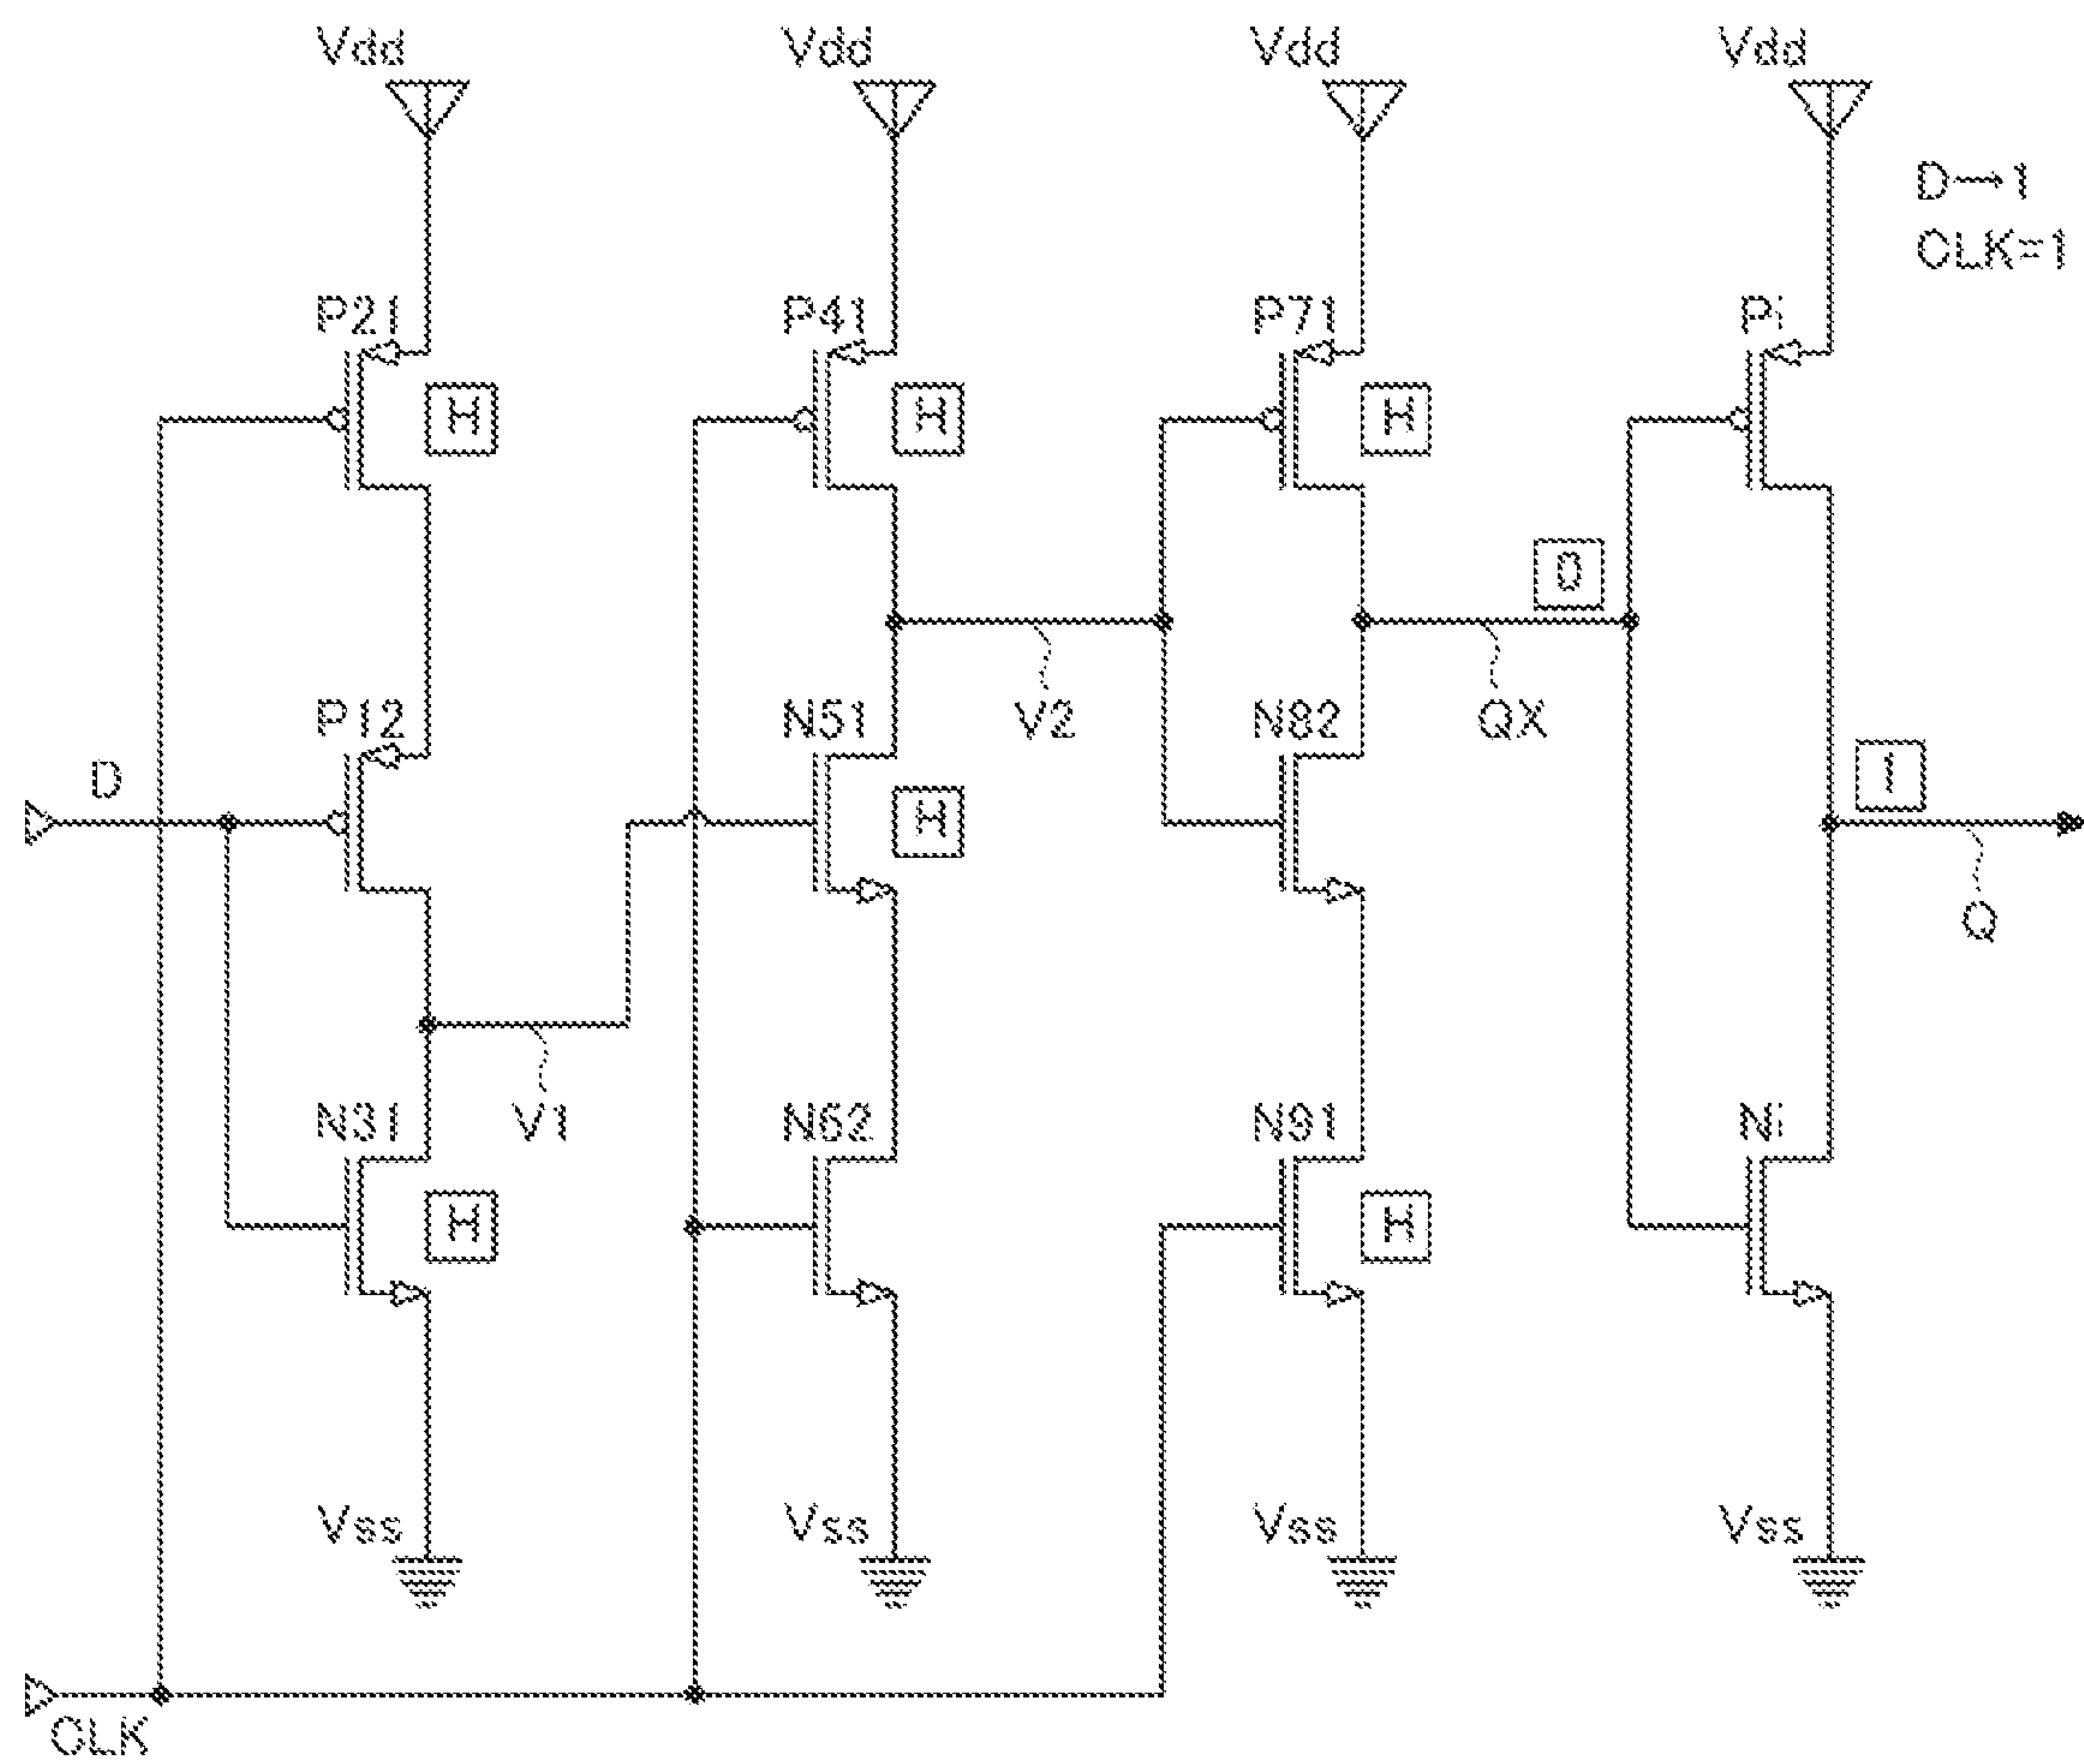 Vdd Vdd Vdd Vdd
D→1
CLK=1
P21 P41 P71 Pi
H H H
0
P12 N51 V2 N82 QX
D
1
H
Q
N31 V1 N62 N91 Ni
H H
Vss Vss Vss Vss
CLK